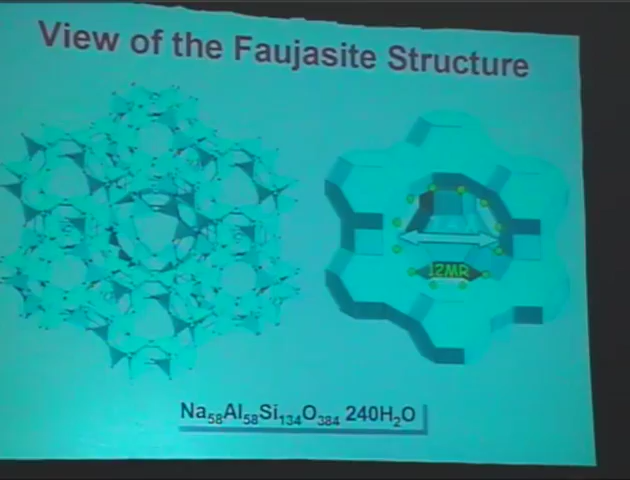 View of the Faujasite Structure
12MR
Na₅₈Al₅₈Si₁₃₄O₃₈₄ 240H₂O